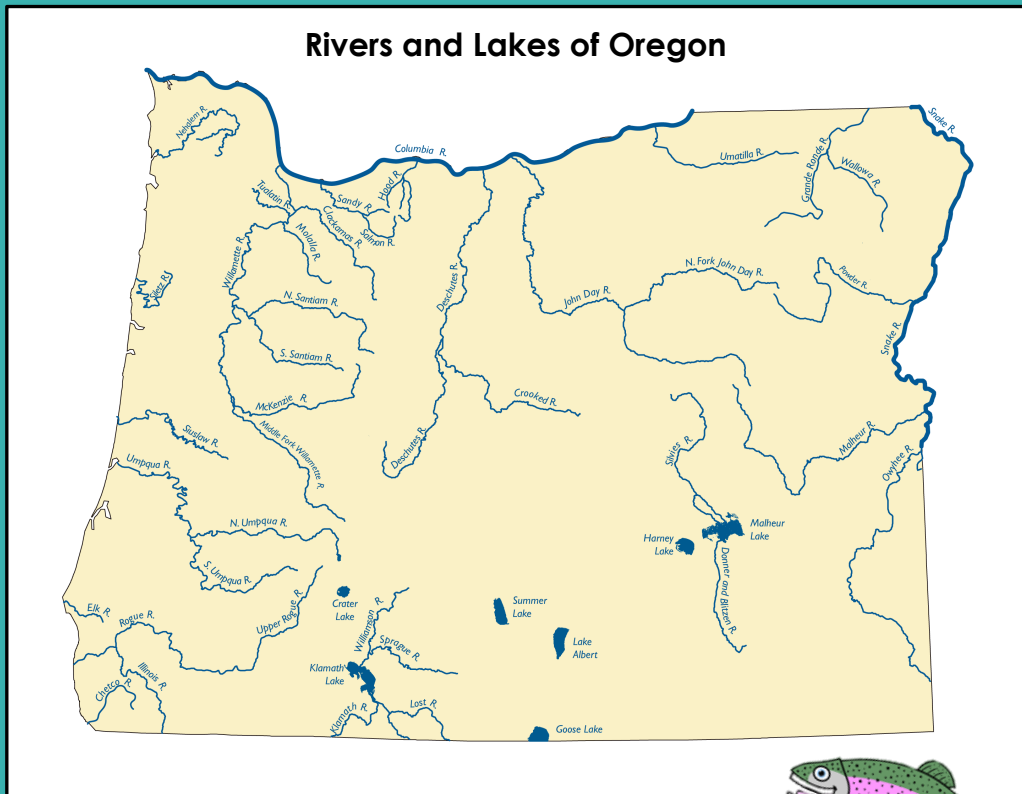 Rivers and Lakes of Oregon
Snake R.
Nehalem R.
Columbia R.
Umatilla R.
Grande Ronde R.
Wallowa R.
Hood R.
Tualatin R.
Sandy R.
Clackamas R.
Salmon R.
Molalla R.
Willamette R.
Deschutes R.
N. Fork John Day R.
Powder R.
Siletz R.
N. Santiam R.
John Day R.
Snake R.
S. Santiam R.
McKenzie R.
Crooked R.
Middle Fork Willamette R.
Siuslaw R.
Deschutes R.
Silvies R.
Malheur R.
Owyhee R.
Umpqua R.
N. Umpqua R.
Malheur
Lake
Harney
Lake
S. Umpqua R.
Donner and Blitzen R.
Crater
Lake
Summer
Lake
Elk R.
Rogue R.
Upper Rogue R.
Williamson R.
Sprague R.
Lake
Albert
Klamath
Lake
Illinois R.
Chetco R.
Klamath R.
Lost R.
Goose Lake